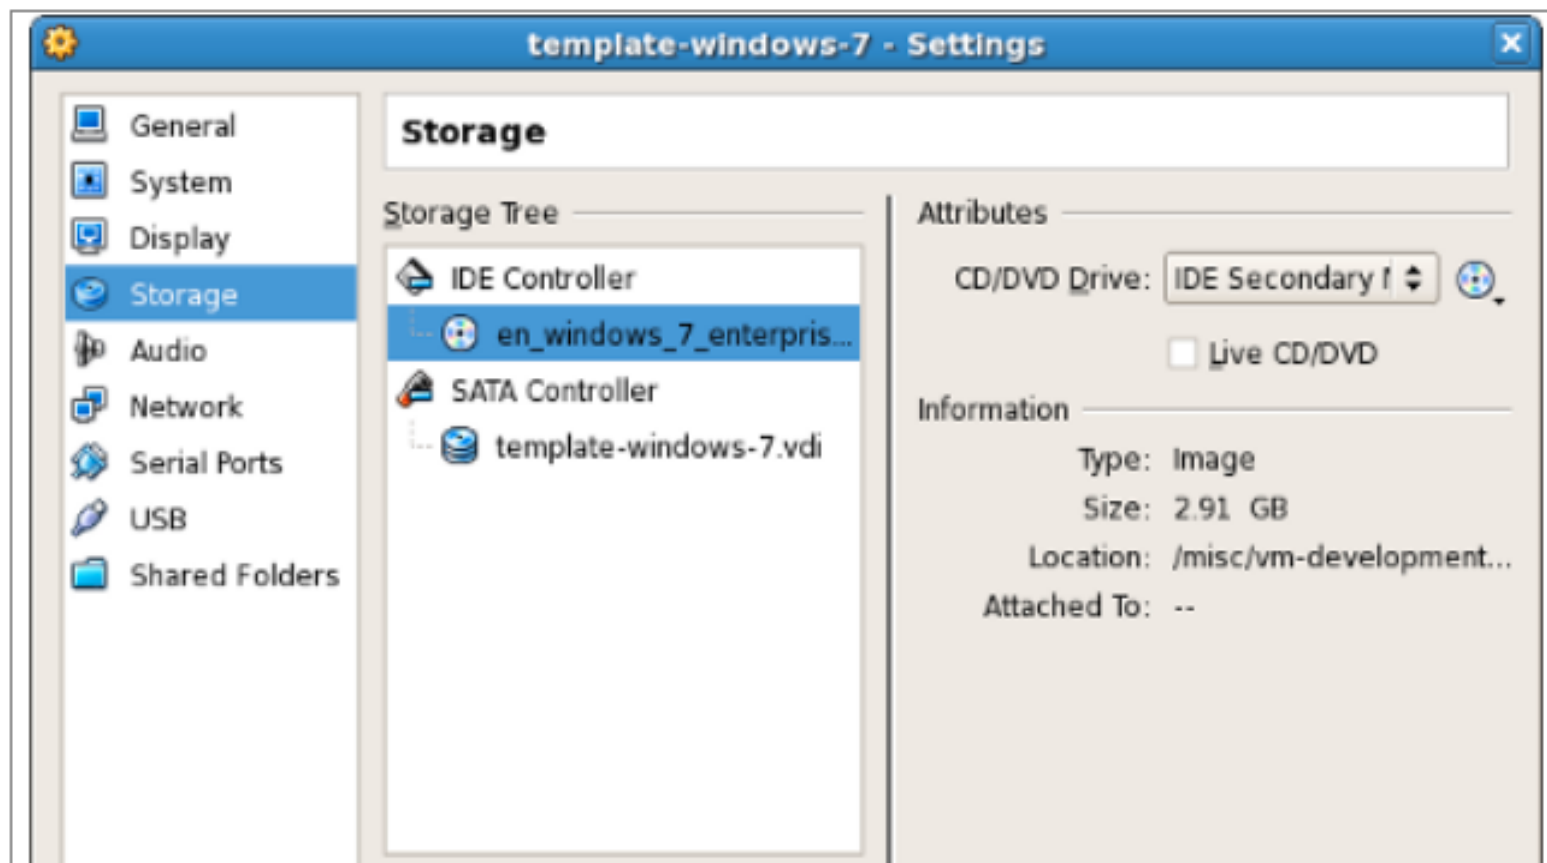 template-windows-7 - Settings
General
System
Display
Storage
Audio
Network
Serial Ports
USB
Shared Folders
Storage
Storage Tree
IDE Controller
en_windows_7_enterpris...
SATA Controller
template-windows-7.vdi
Attributes
CD/DVD Drive: IDE Secondary
Live CD/DVD
Information
Type: Image
Size: 2.91 GB
Location: /misc/vm-development...
Attached To: --